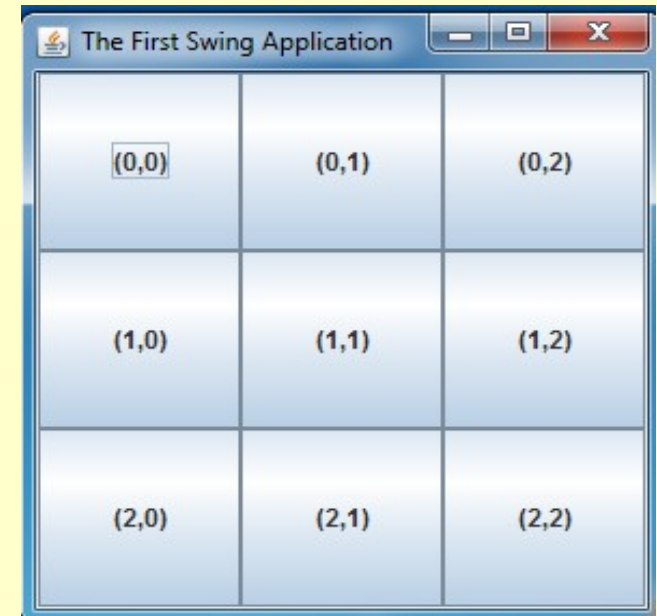 The First Swing Application
(0,0) (0,1) (0,2)
(1,0) (1,1) (1,2)
(2,0) (2,1) (2,2)